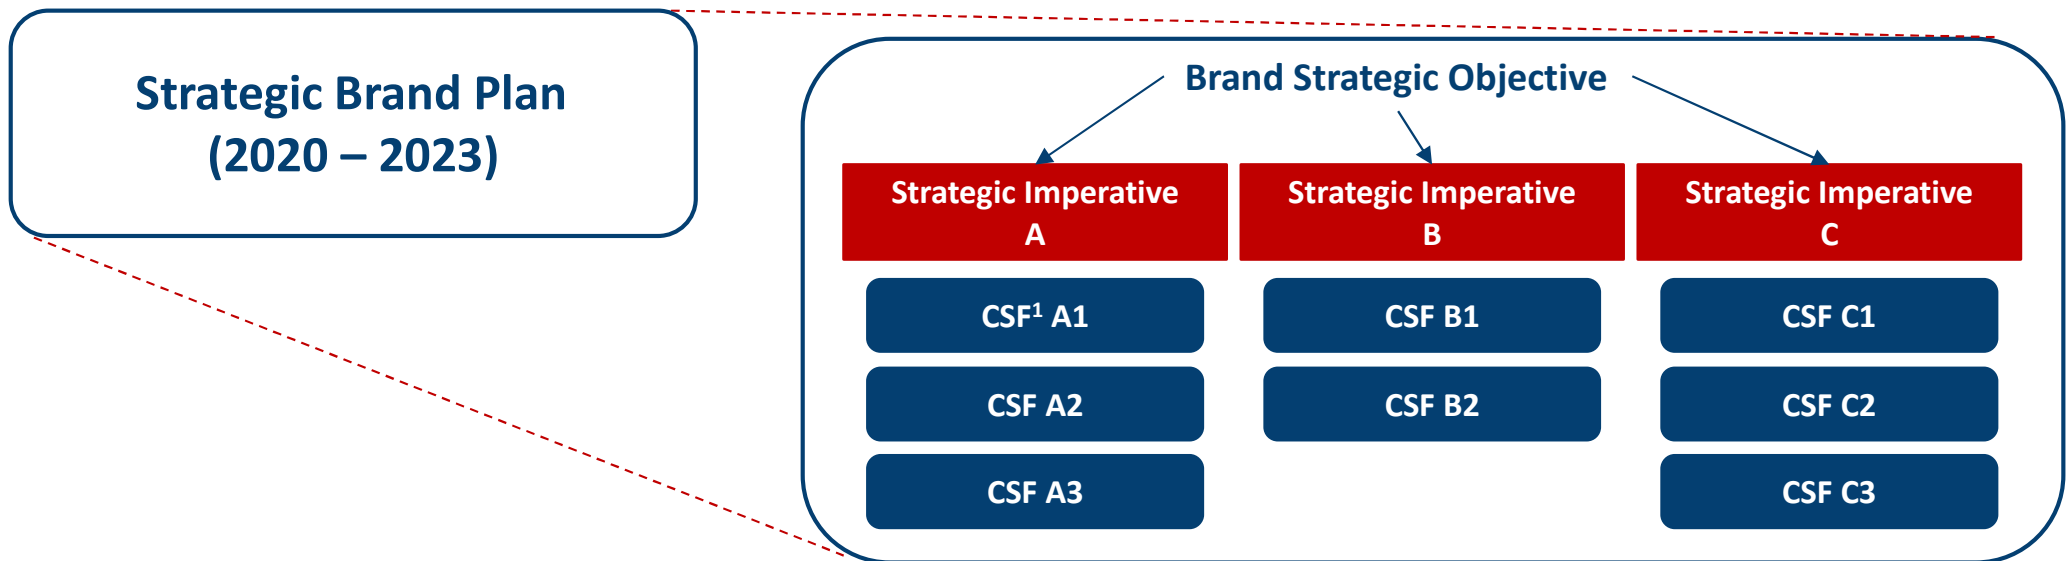 Strategic Brand Plan
(2020 – 2023)
Brand Strategic Objective
Strategic Imperative
A
Strategic Imperative
B
Strategic Imperative
C
CSF¹ A1
CSF B1
CSF C1
CSF A2
CSF B2
CSF C2
CSF A3
CSF C3